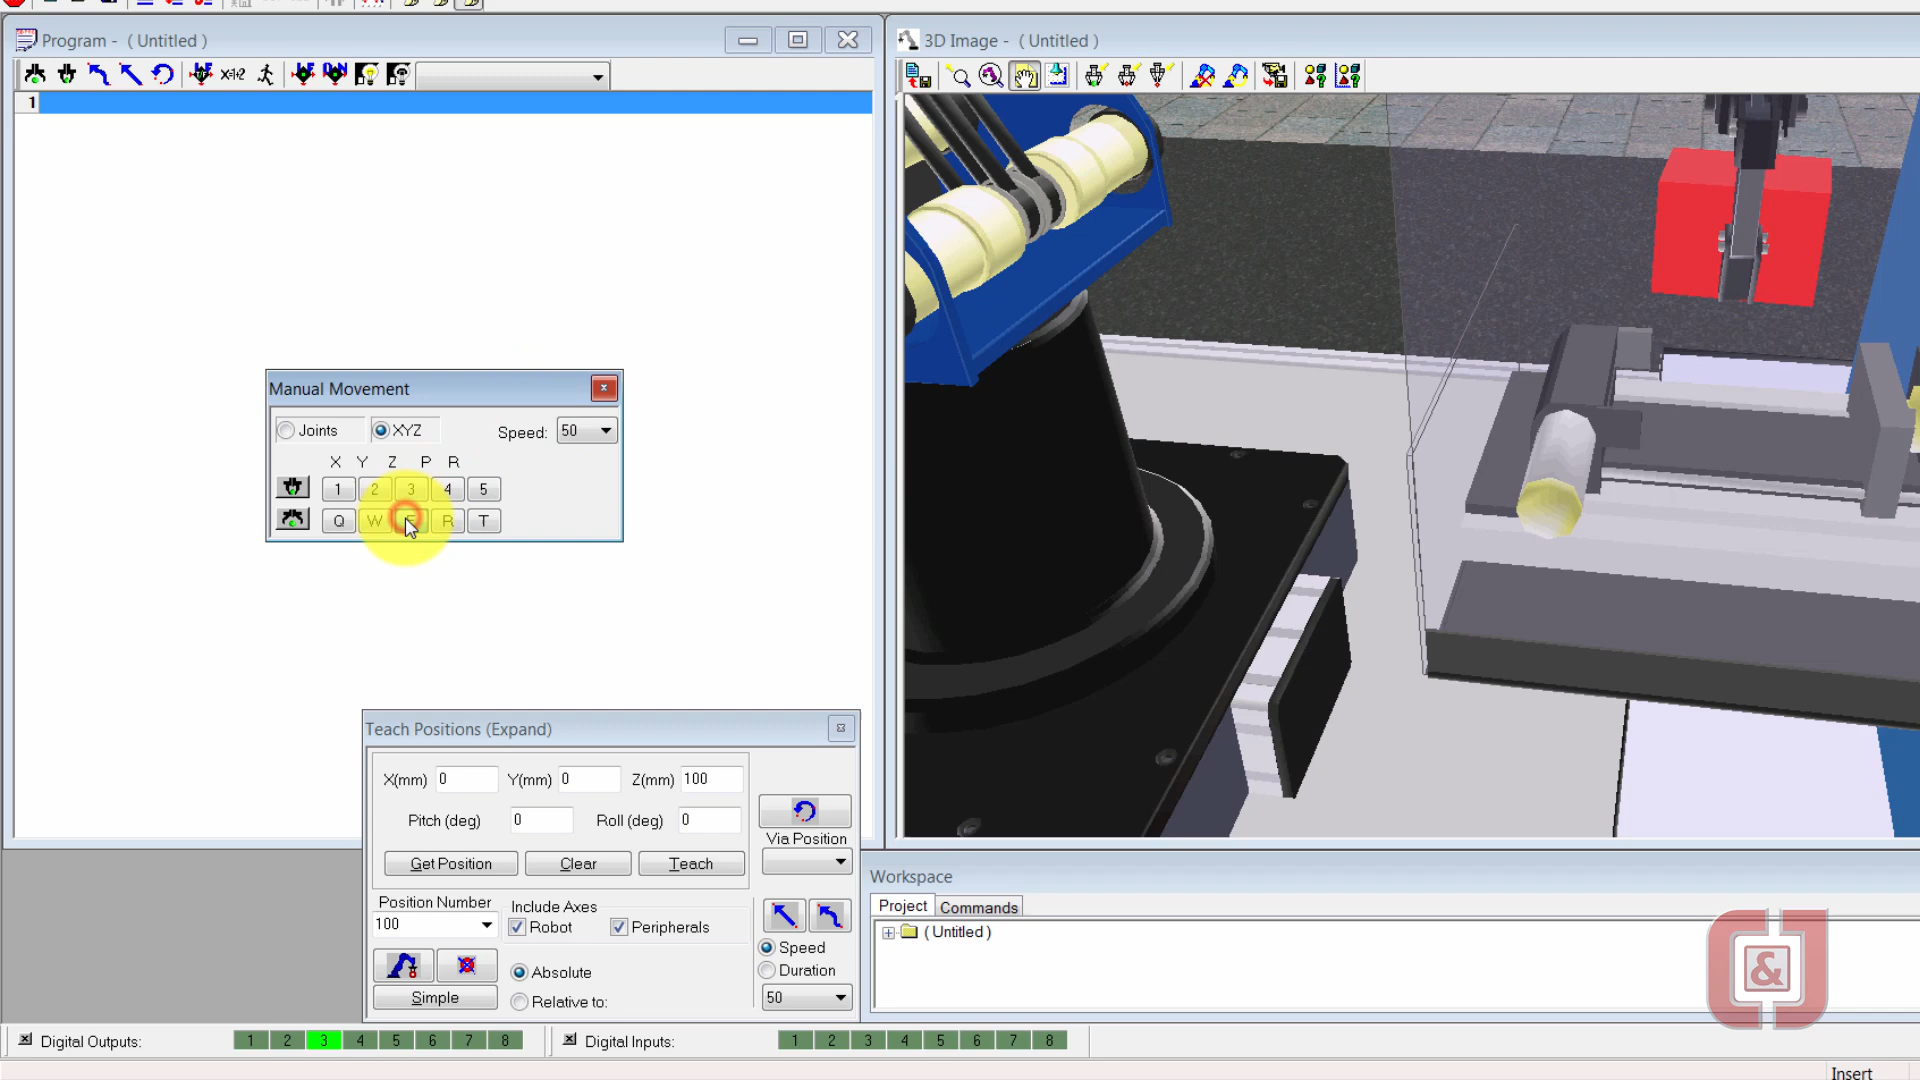 Program - ( Untitled )
3D Image - ( Untitled )
X=1+2
1
Manual Movement
Joints XYZ Speed: 50
X Y Z P R
1 2 3 4 5
Q W E R T
Teach Positions (Expand)
X(mm) 0 Y(mm) 0 Z(mm) 100
Pitch (deg) 0 Roll (deg) 0
Via Position
Get Position Clear Teach
Position Number
100
Include Axes
Robot Peripherals
Speed
Duration
50
Absolute
Simple
Relative to:
Workspace
Project Commands
( Untitled )
C&J
Digital Outputs: 1 2 3 4 5 6 7 8
Digital Inputs: 1 2 3 4 5 6 7 8
Insert